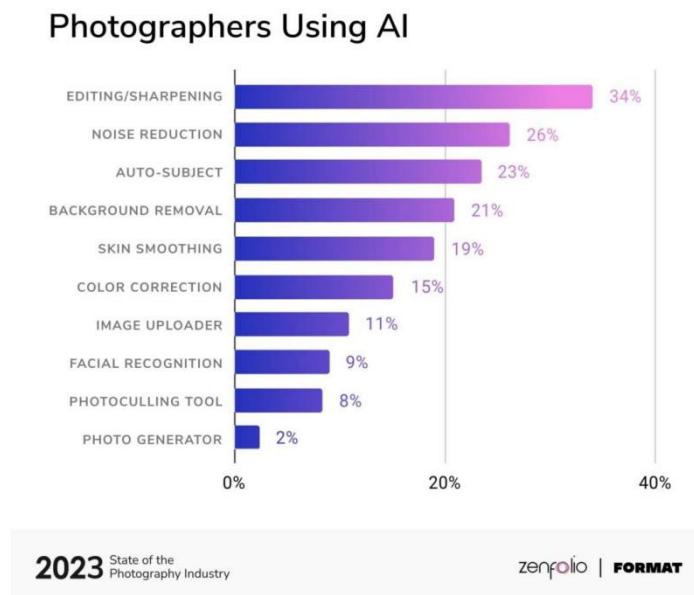 Photographers Using AI
EDITING/SHARPENING 34%
NOISE REDUCTION 26%
AUTO-SUBJECT 23%
BACKGROUND REMOVAL 21%
SKIN SMOOTHING 19%
COLOR CORRECTION 15%
IMAGE UPLOADER 11%
FACIAL RECOGNITION 9%
PHOTOCULLING TOOL 8%
PHOTO GENERATOR 2%
0% 20% 40%
2023 State of the
Photography Industry
zenfolio | FORMAT